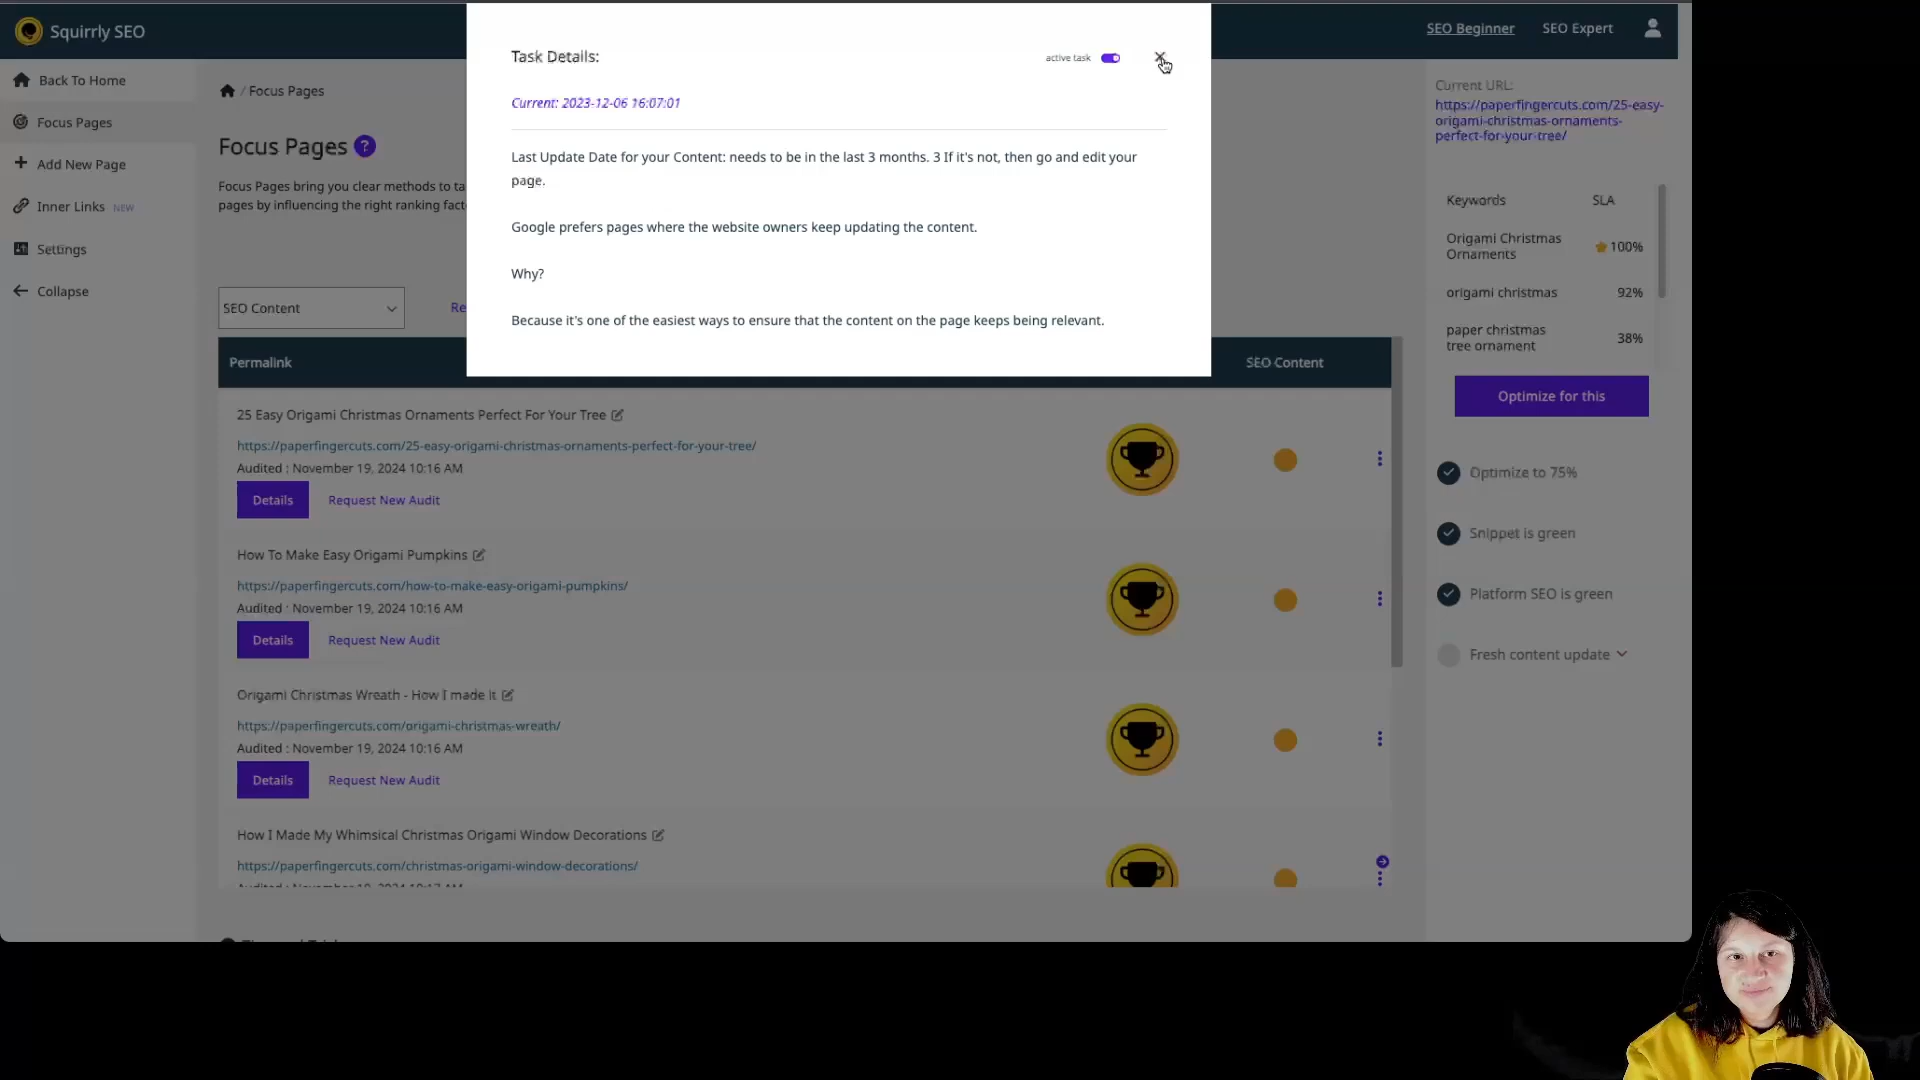 Squirrly SEO
SEO Beginner
SEO Expert
Back To Home
Focus Pages
Add New Page
Inner Links NEW
Settings
Collapse
/ Focus Pages
Focus Pages ?
Focus Pages bring you clear methods to ta
pages by influencing the right ranking fact
SEO Content
Re
Task Details:
active task
Current: 2023-12-06 16:07:01
Last Update Date for your Content: needs to be in the last 3 months. 3 If it's not, then go and edit your
page.
Google prefers pages where the website owners keep updating the content.
Why?
Because it's one of the easiest ways to ensure that the content on the page keeps being relevant.
Permalink
SEO Content
25 Easy Origami Christmas Ornaments Perfect For Your Tree
https://paperfingercuts.com/25-easy-origami-christmas-ornaments-perfect-for-your-tree/
Audited : November 19, 2024 10:16 AM
Details
Request New Audit
How To Make Easy Origami Pumpkins
https://paperfingercuts.com/how-to-make-easy-origami-pumpkins/
Audited : November 19, 2024 10:16 AM
Details
Request New Audit
Origami Christmas Wreath - How I made it
https://paperfingercuts.com/origami-christmas-wreath/
Audited : November 19, 2024 10:16 AM
Details
Request New Audit
How I Made My Whimsical Christmas Origami Window Decorations
https://paperfingercuts.com/christmas-origami-window-decorations/
Audited : November 19, 2024 10:17 AM
Current URL:
https://paperfingercuts.com/25-easy-
origami-christmas-ornaments-
perfect-for-your-tree/
Keywords
SLA
Origami Christmas
Ornaments
100%
origami christmas
92%
paper christmas
tree ornament
38%
Optimize for this
Optimize to 75%
Snippet is green
Platform SEO is green
Fresh content update